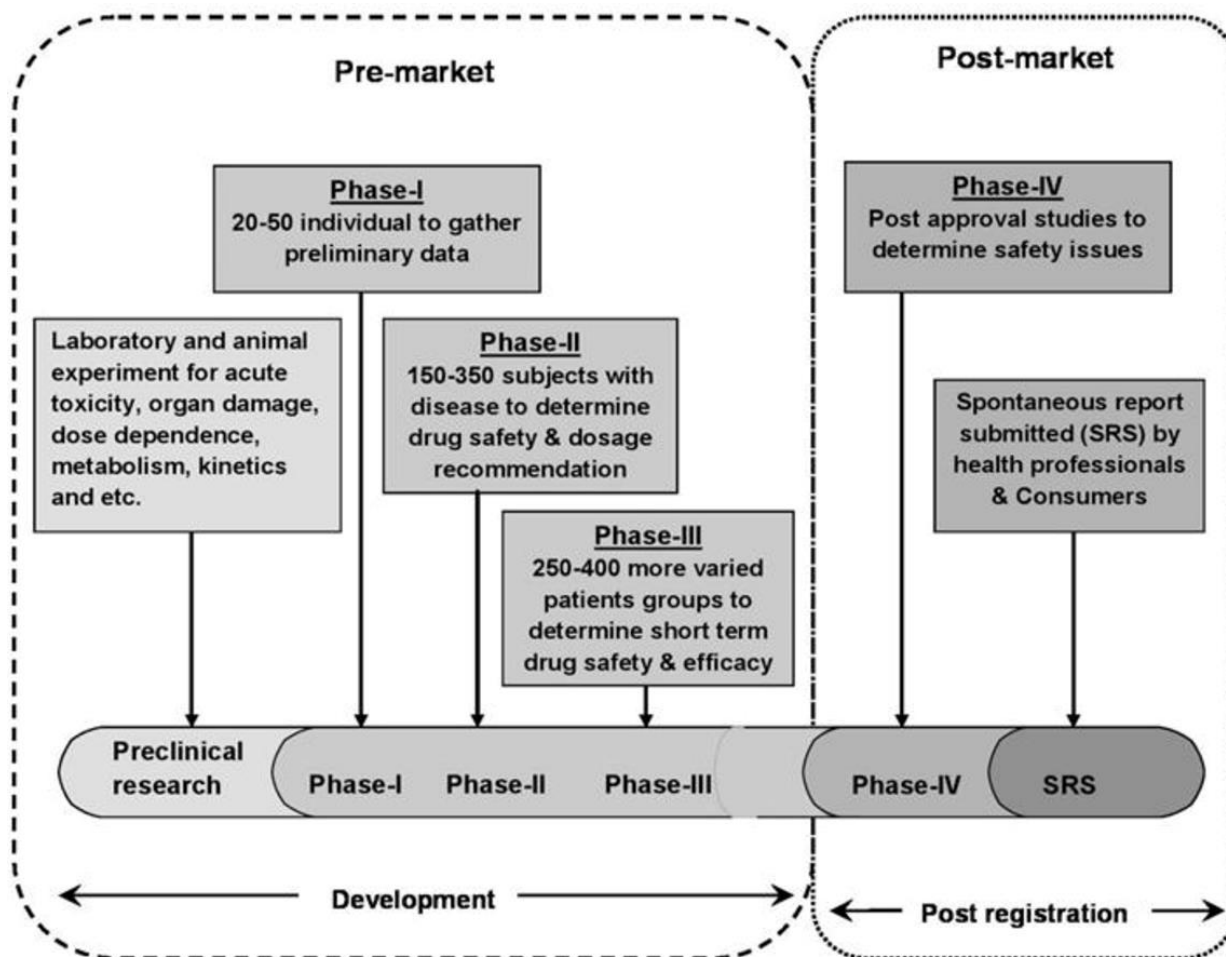 Pre-market
Post-market
Phase-I
20-50 individual to gather
preliminary data
Phase-IV
Post approval studies to
determine safety issues
Laboratory and animal
experiment for acute
toxicity, organ damage,
dose dependence,
metabolism, kinetics
and etc.
Phase-II
150-350 subjects with
disease to determine
drug safety & dosage
recommendation
Spontaneous report
submitted (SRS) by
health professionals
& Consumers
Phase-III
250-400 more varied
patients groups to
determine short term
drug safety & efficacy
Preclinical
research
Phase-I
Phase-II
Phase-III
Phase-IV
SRS
Development
Post registration